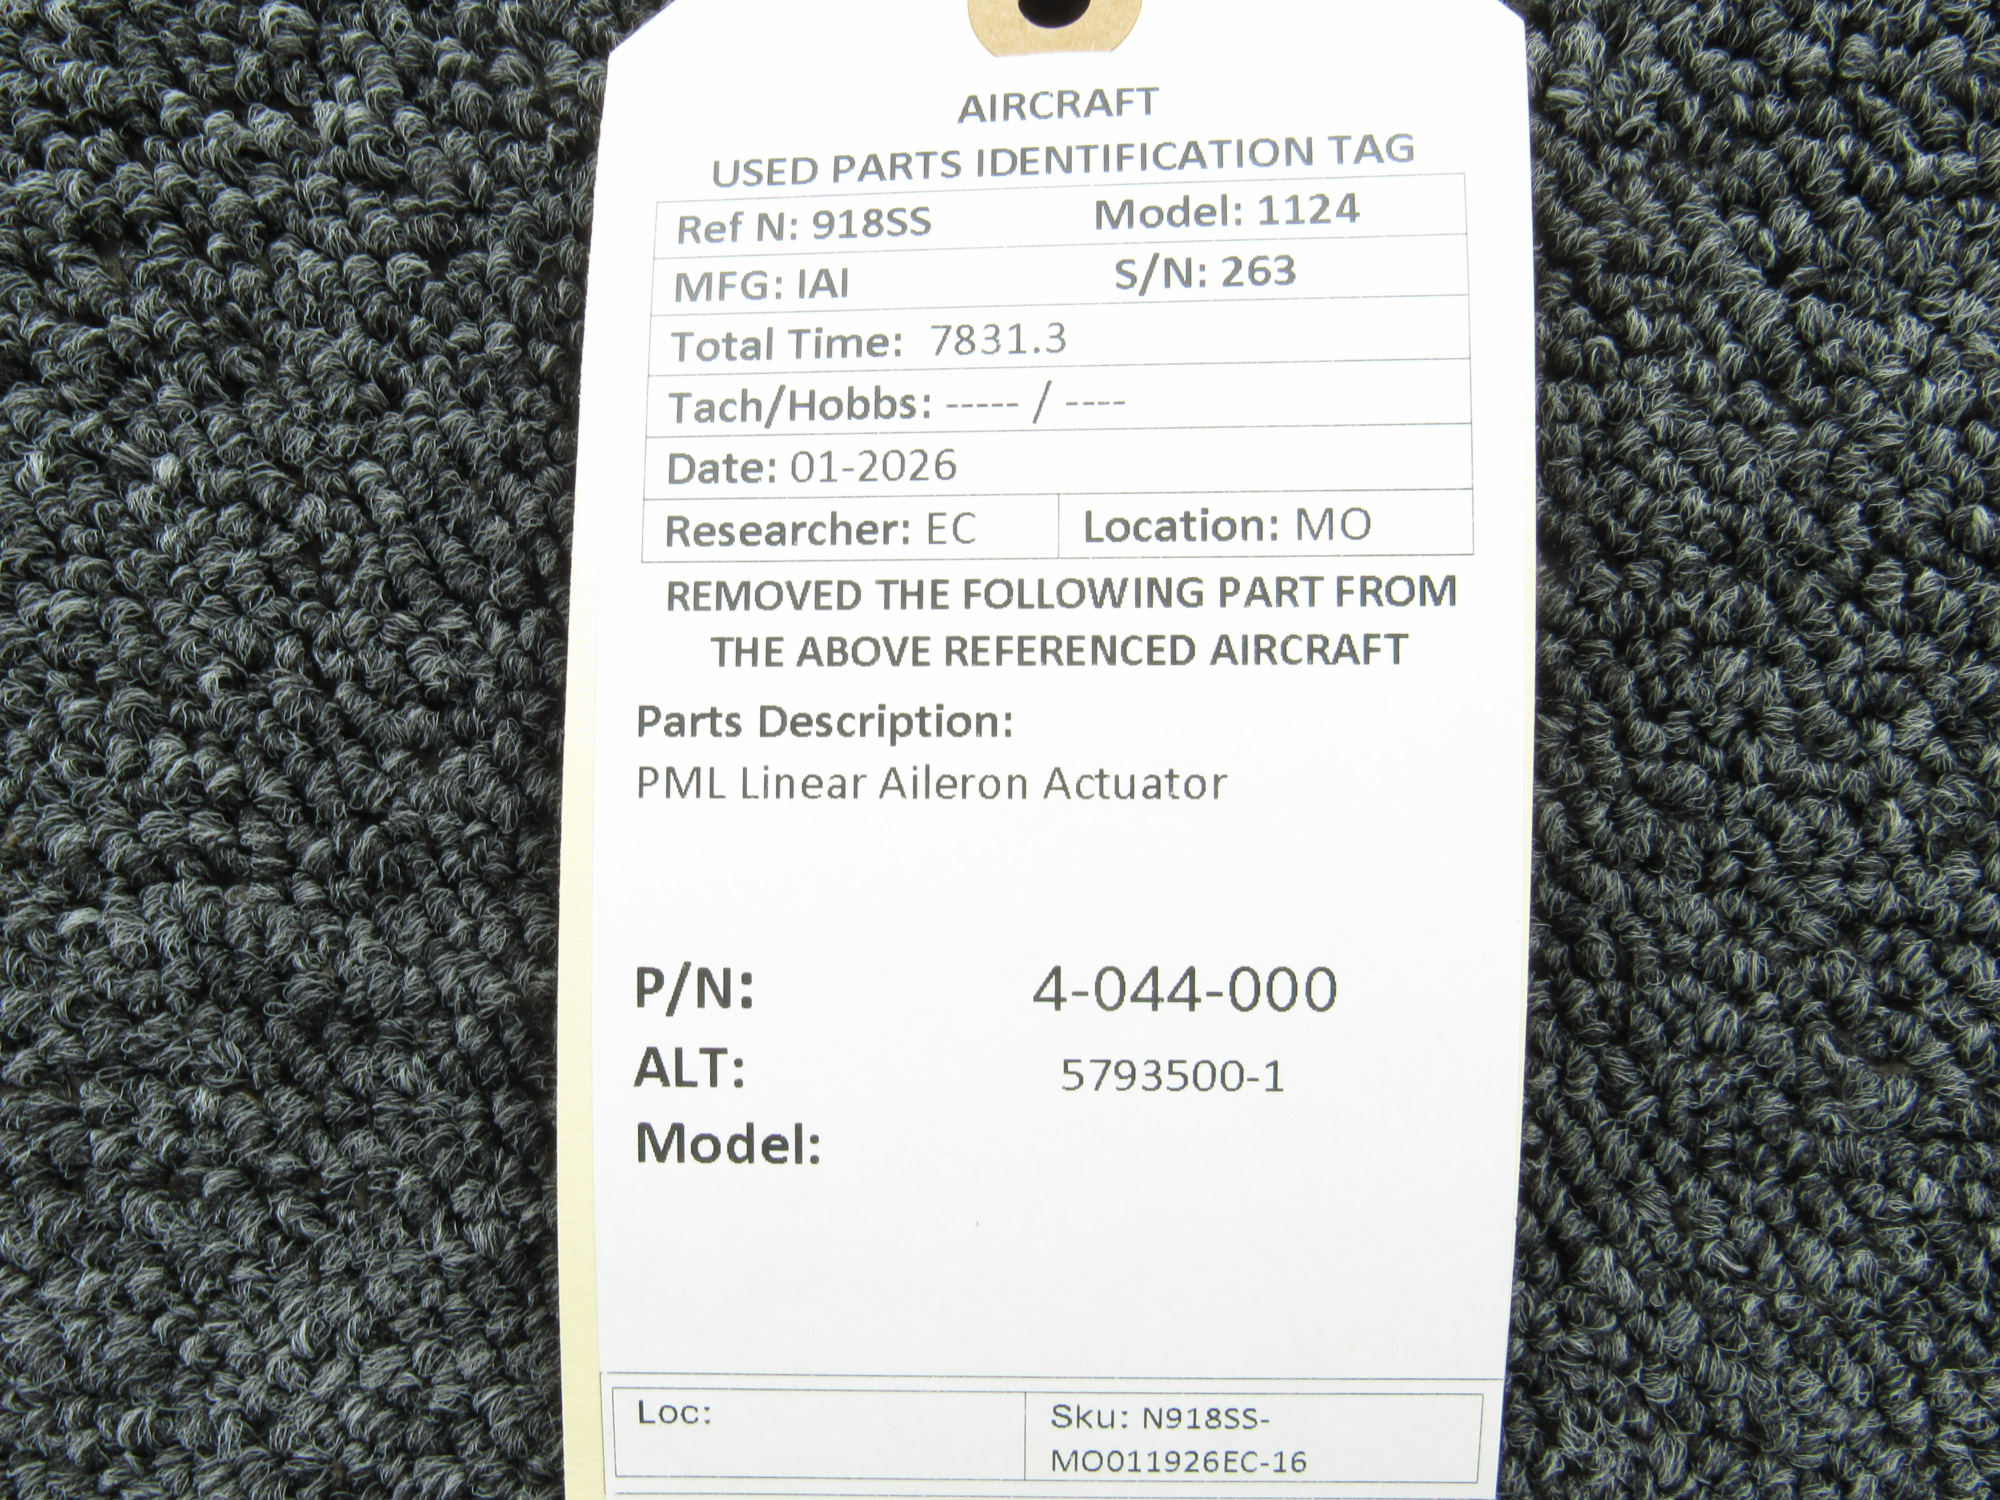 AIRCRAFT
USED PARTS IDENTIFICATION TAG
Ref N: 918SS Model: 1124
MFG: IAI S/N: 263
Total Time: 7831.3
Tach/Hobbs: ----- / ----
Date: 01-2026
Researcher: EC Location: MO
REMOVED THE FOLLOWING PART FROM
THE ABOVE REFERENCED AIRCRAFT
Parts Description:
PML Linear Aileron Actuator
P/N: 4-044-000
ALT: 5793500-1
Model:
Loc: Sku: N918SS-
MO011926EC-16